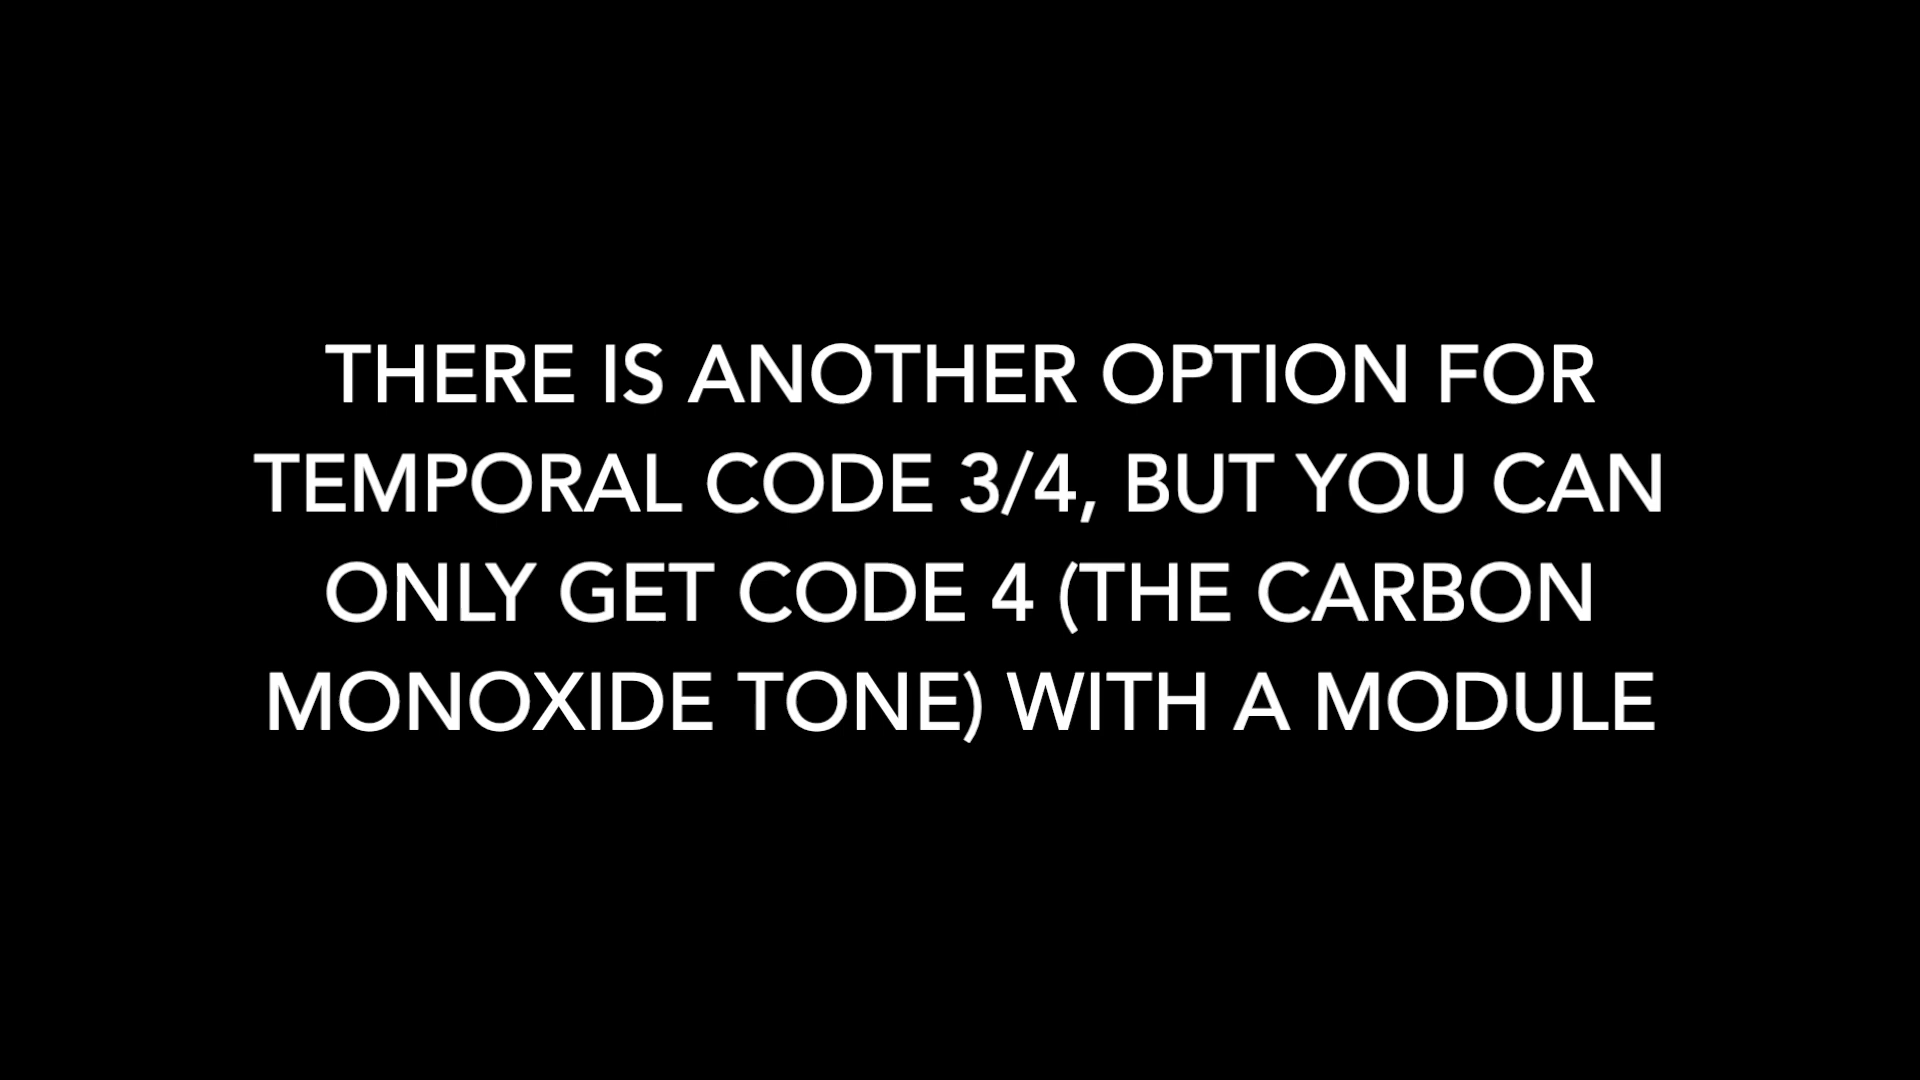 THERE IS ANOTHER OPTION FOR
TEMPORAL CODE 3/4, BUT YOU CAN
ONLY GET CODE 4 (THE CARBON
MONOXIDE TONE) WITH A MODULE